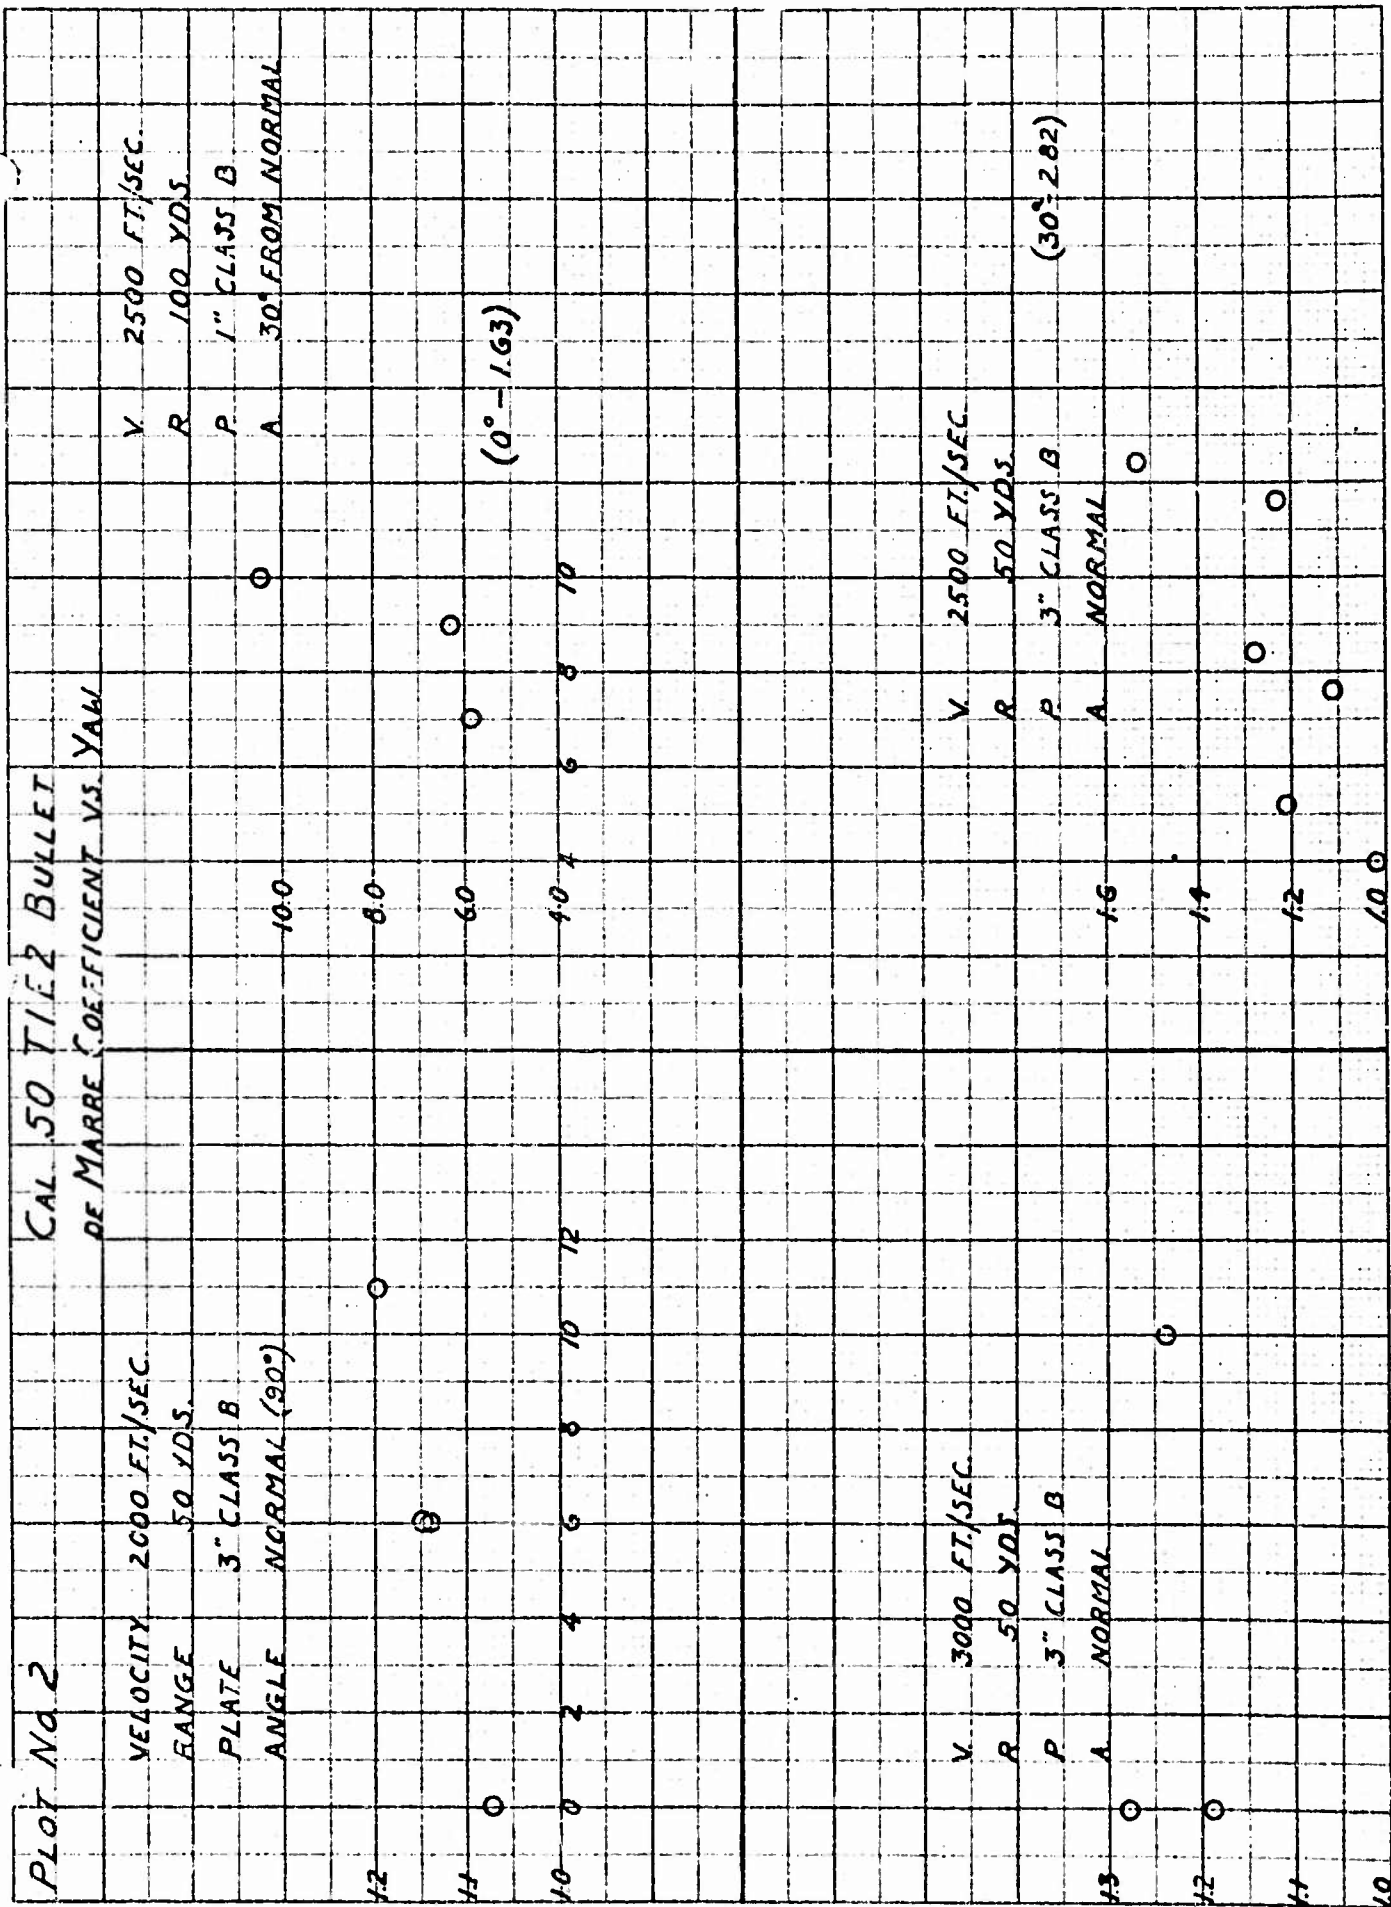 PLOT No. 2
CAL. .50 T1E2 BULLET
DE MARRE COEFFICIENT VS. YAW
VELOCITY 2000 FT./SEC.
RANGE 50 YDS.
PLATE 3" CLASS B
ANGLE NORMAL (90°)
1.2
1.1
1.0
0 2 4 6 8 10 12
V. 2500 FT./SEC.
R 100 YDS.
P. 1" CLASS B
A 30° FROM NORMAL
10.0
8.0
6.0
4.0
4 6 8 10
(0° - 1.63)
V. 3000 FT./SEC.
R 50 YDS.
P 3" CLASS B
A NORMAL
1.3
1.2
1.1
1.0
V. 2500 FT./SEC.
R 50 YDS.
P. 3" CLASS B
A. NORMAL
(30° - 2.82)
1.6
1.4
1.2
1.0